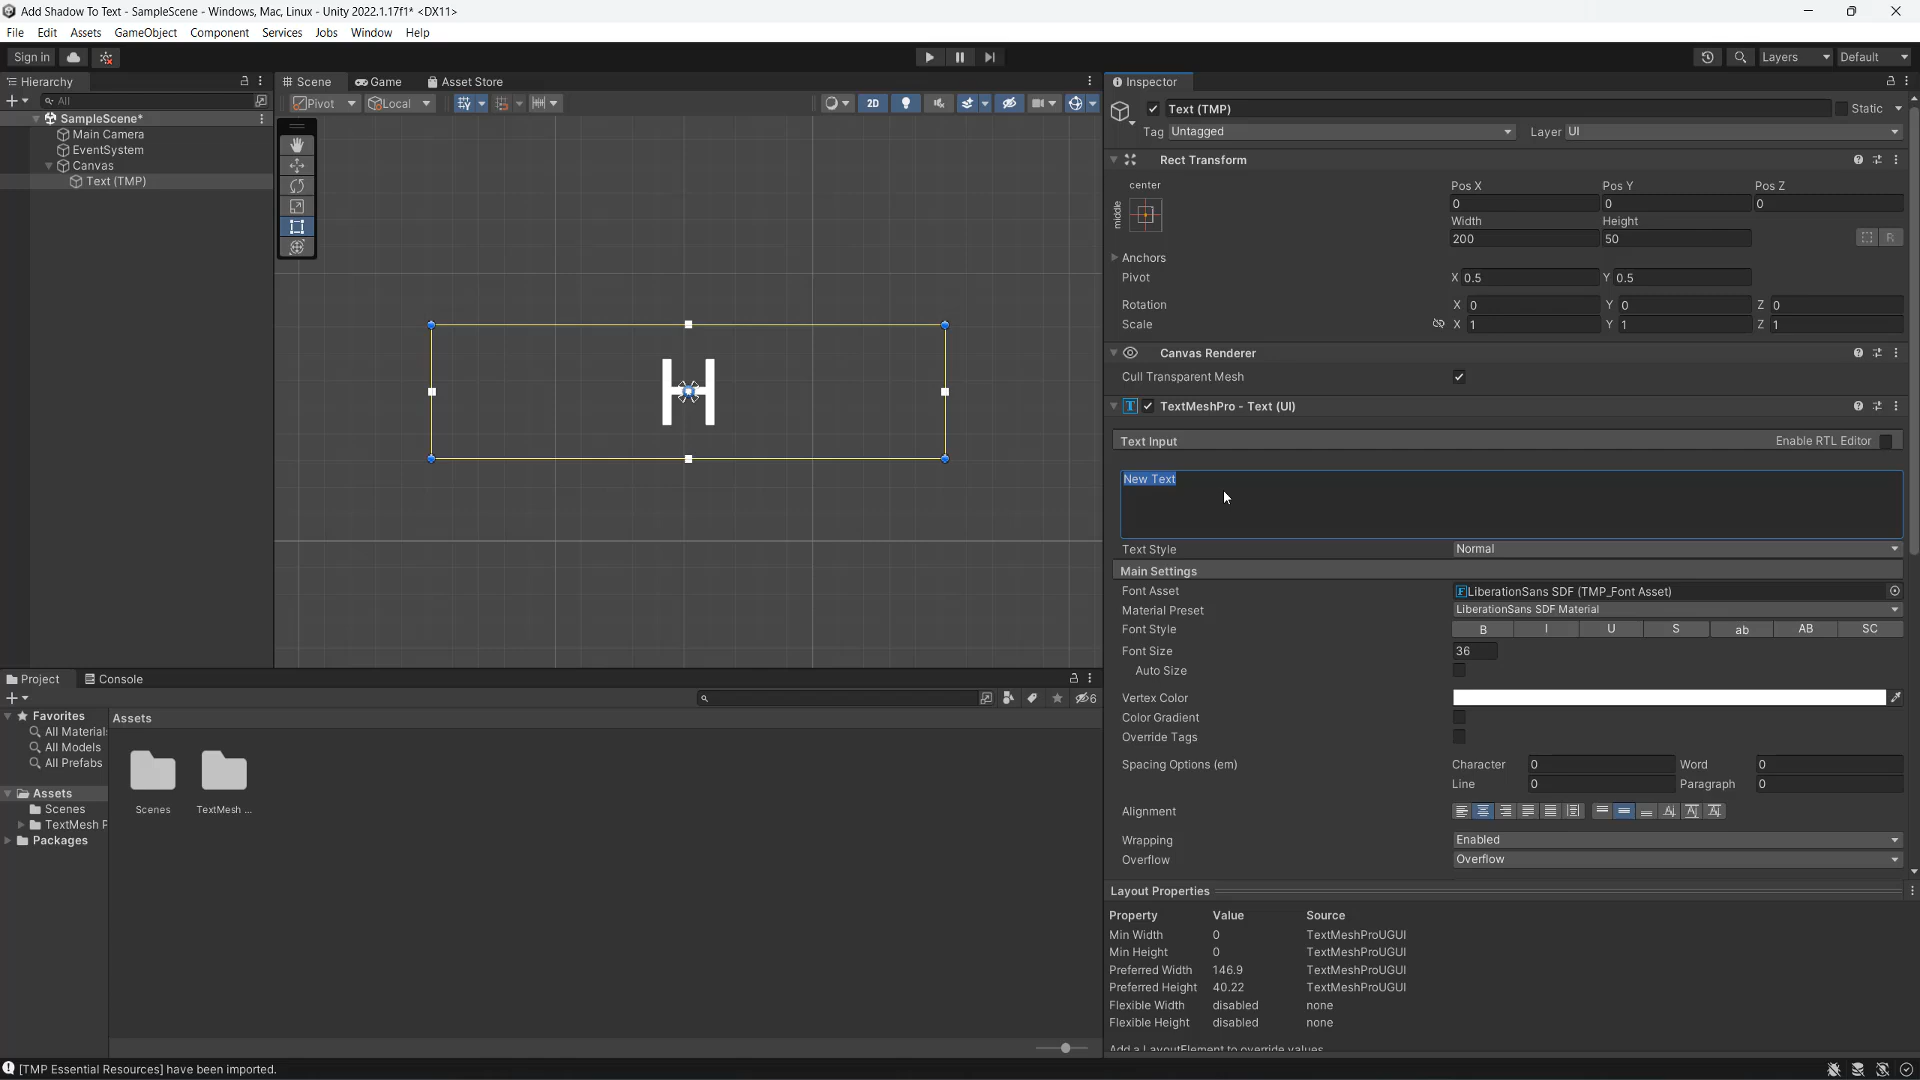 Add Shadow To Text - SampleScene - Windows, Mac, Linux - Unity 2022.1.17f1* <DX11>
File Edit Assets GameObject Component Services Jobs Window Help
Sign in
Layers Default
Hierarchy
All
SampleScene*
Main Camera
EventSystem
Canvas
Text (TMP)
Scene Game Asset Store
Pivot Local 2D
H
Inspector
Text (TMP) Static
Tag Untagged Layer UI
Rect Transform
center
middle
Pos X Pos Y Pos Z
0 0 0
Width Height
200 50 R
Anchors
Pivot X 0.5 Y 0.5
Rotation X 0 Y 0 Z 0
Scale X 1 Y 1 Z 1
Canvas Renderer
Cull Transparent Mesh
T TextMeshPro - Text (UI)
Text Input Enable RTL Editor
New Text
Text Style Normal
Main Settings
Font Asset F LiberationSans SDF (TMP_Font Asset)
Material Preset LiberationSans SDF Material
Font Style B I U S ab AB SC
Font Size 36
Auto Size
Vertex Color
Color Gradient
Override Tags
Spacing Options (em) Character 0 Word 0
Line 0 Paragraph 0
Alignment
Wrapping Enabled
Overflow Overflow
Layout Properties
Property Value Source
Min Width 0 TextMeshProUGUI
Min Height 0 TextMeshProUGUI
Preferred Width 146.9 TextMeshProUGUI
Preferred Height 40.22 TextMeshProUGUI
Flexible Width disabled none
Flexible Height disabled none
Add a LayoutElement to override values
Project Console
6
Favorites
All Material
All Models
All Prefabs
Assets
Scenes
TextMesh P
Packages
Assets
Scenes TextMesh ...
[TMP Essential Resources] have been imported.